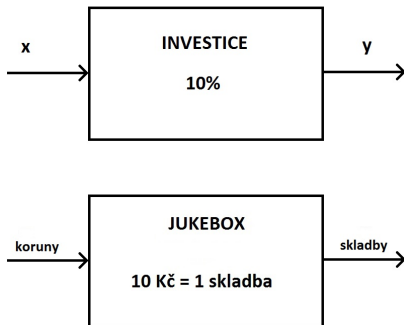 x
INVESTICE
y
10%
JUKEBOX
koruny
skladby
10 Kč = 1 skladba